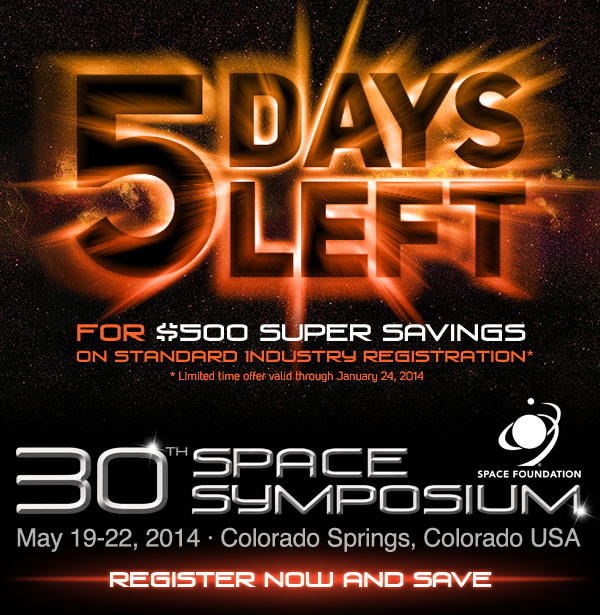 5 DAYS
LEFT
FOR $500 SUPER SAVINGS
ON STANDARD INDUSTRY REGISTRATION*
* Limited time offer valid through January 24, 2014
SPACE FOUNDATION
30TH SPACE
SYMPOSIUM
May 19-22, 2014 · Colorado Springs, Colorado USA
REGISTER NOW AND SAVE